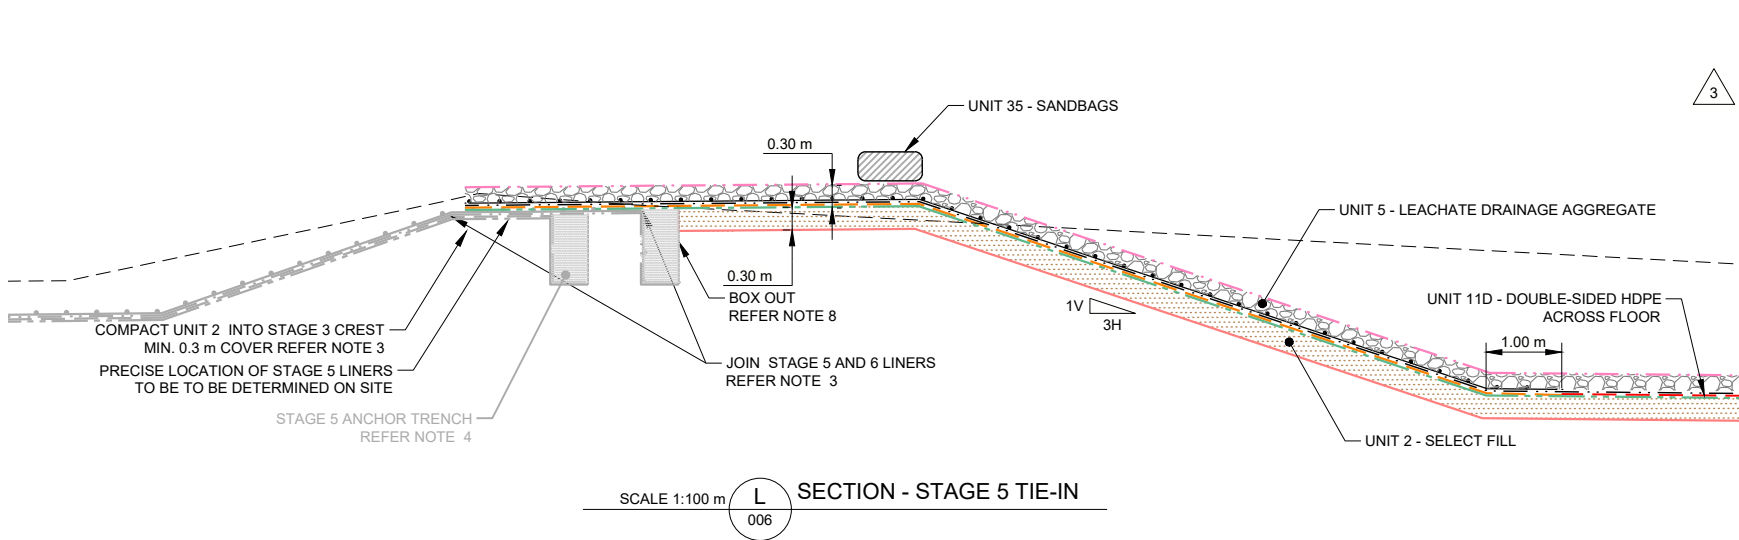 3
UNIT 35 - SANDBAGS
0.30 m
UNIT 5 - LEACHATE DRAINAGE AGGREGATE
0.30 m
BOX OUT
REFER NOTE 8
1V
3H
UNIT 11D - DOUBLE-SIDED HDPE
ACROSS FLOOR
1.00 m
COMPACT UNIT 2 INTO STAGE 3 CREST
MIN. 0.3 m COVER REFER NOTE 3
PRECISE LOCATION OF STAGE 5 LINERS
TO BE TO BE DETERMINED ON SITE
JOIN STAGE 5 AND 6 LINERS
REFER NOTE 3
STAGE 5 ANCHOR TRENCH
REFER NOTE 4
UNIT 2 - SELECT FILL
SCALE 1:100 m
L
006
SECTION - STAGE 5 TIE-IN